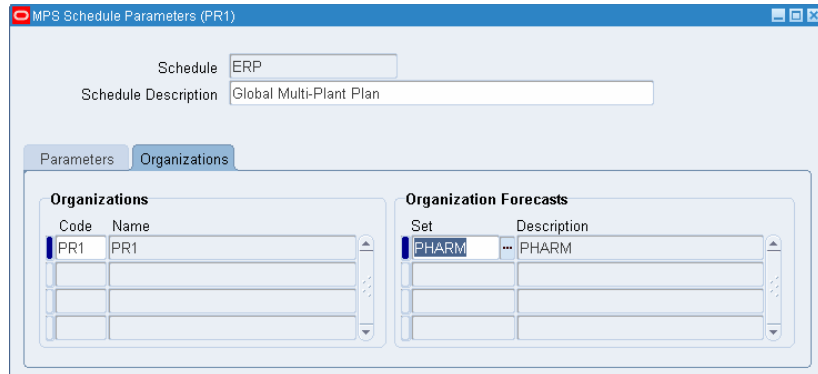 MPS Schedule Parameters (PR1)
Schedule ERP
Schedule Description Global Multi-Plant Plan
Parameters Organizations
Organizations Organization Forecasts
Code Name Set Description
PR1 PR1 PHARM PHARM